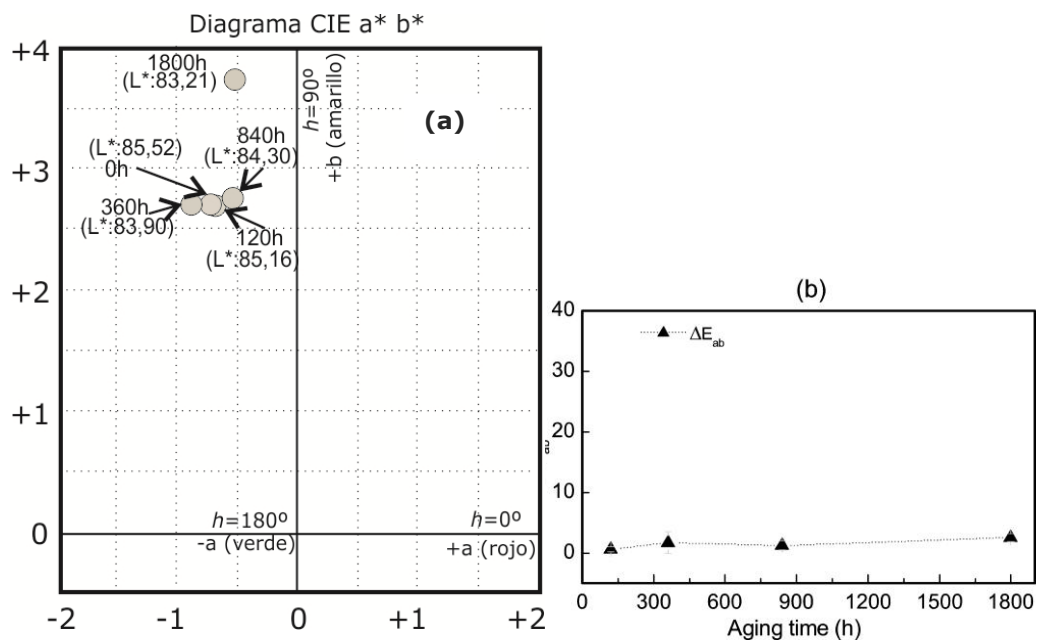 Diagrama CIE a* b*
+4
+3
+2
+1
0
-2
-1
0
+1
+2
1800h
(L*:83,21)
(L*:85,52)
0h
840h
(L*:84,30)
360h
(L*:83,90)
120h
(L*:85,16)
h=90º
+b (amarillo)
(a)
h=180º
-a (verde)
h=0º
+a (rojo)
(b)
ΔEab
ab
40
30
20
10
0
0
300
600
900
1200
1500
1800
Aging time (h)